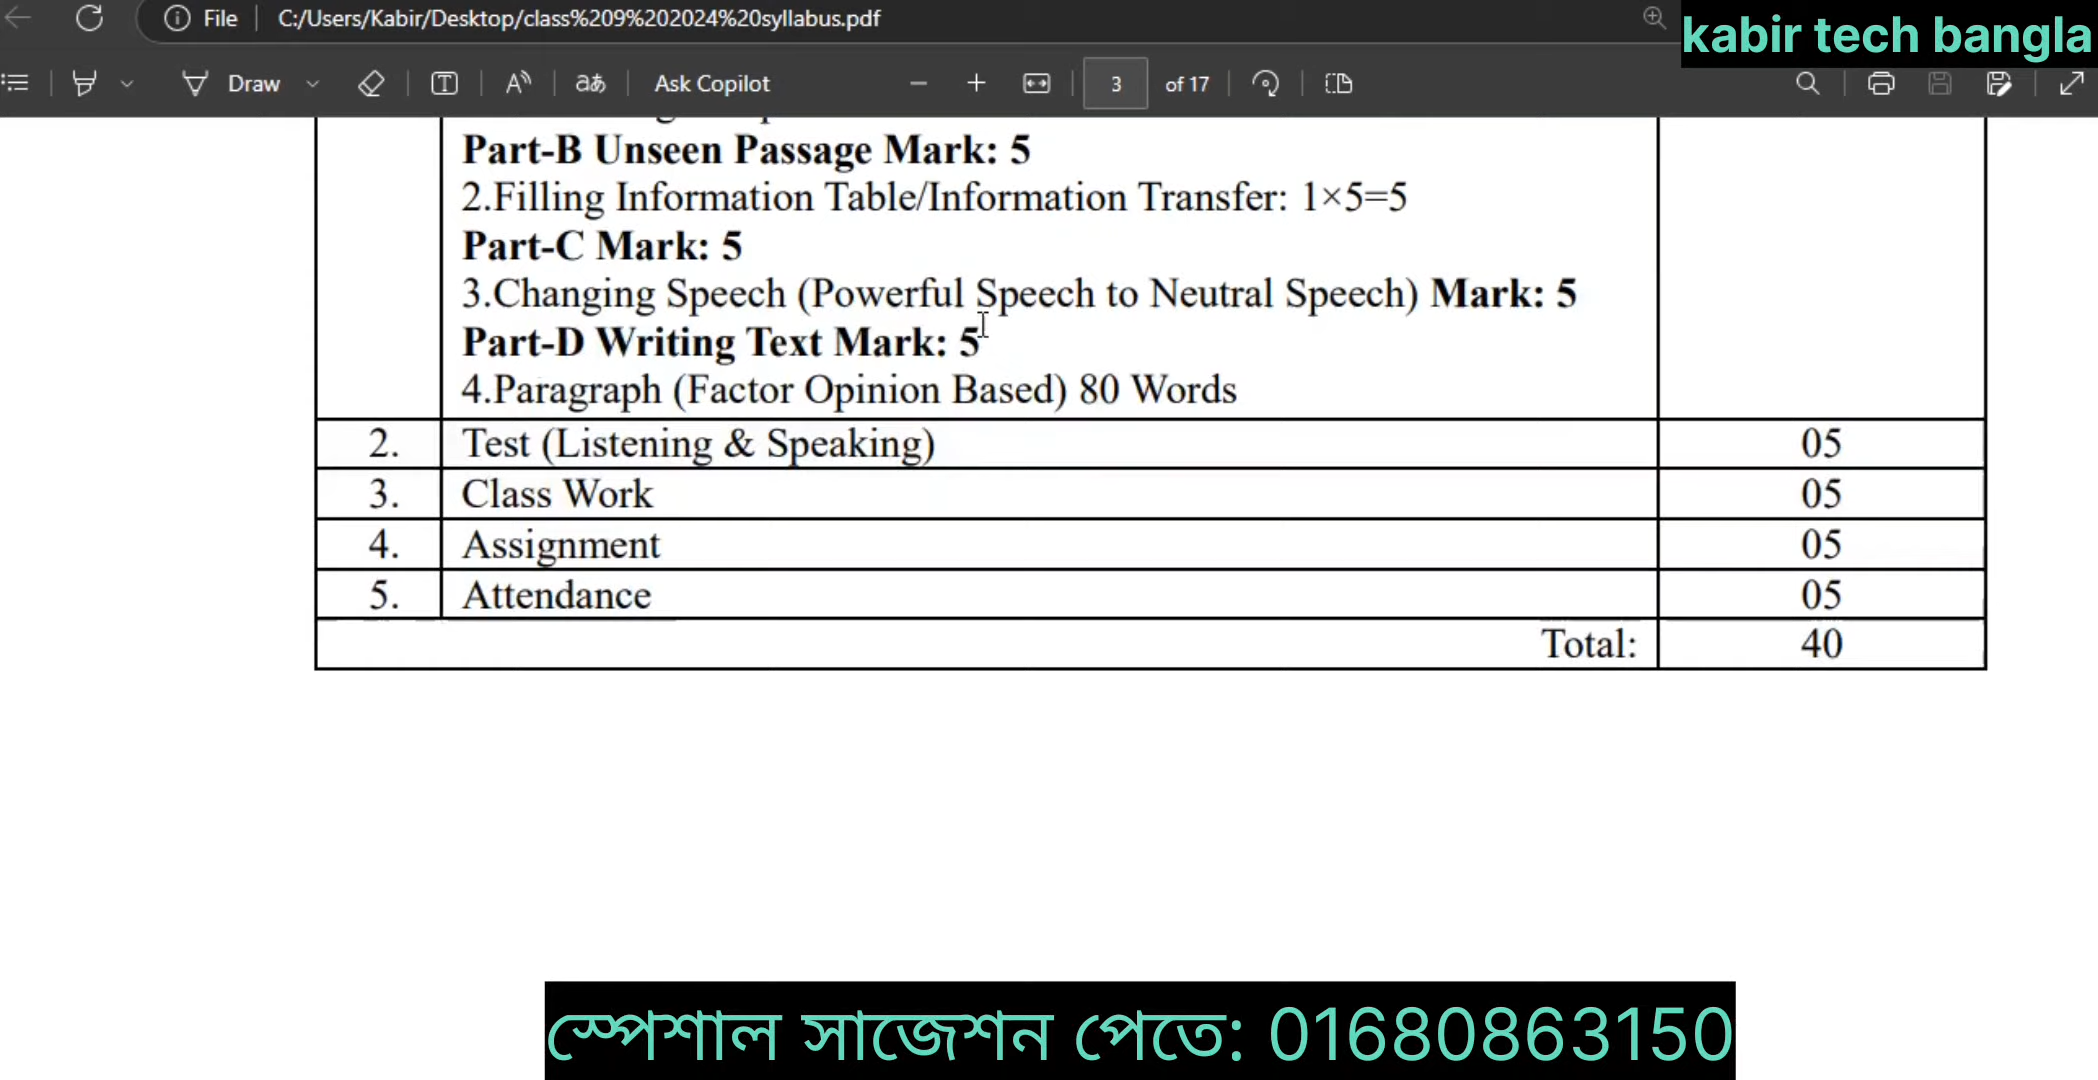 File C:/Users/Kabir/Desktop/class%209%202024%20syllabus.pdf
kabir tech bangla
Draw Ask Copilot 3 of 17
Part-B Unseen Passage Mark: 5
2.Filling Information Table/Information Transfer: 1×5=5
Part-C Mark: 5
3.Changing Speech (Powerful Speech to Neutral Speech) Mark: 5
Part-D Writing Text Mark: 5
4.Paragraph (Factor Opinion Based) 80 Words
2. Test (Listening & Speaking) 05
3. Class Work 05
4. Assignment 05
5. Attendance 05
Total: 40
স্পেশাল সাজেশন পেতে: 01680863150